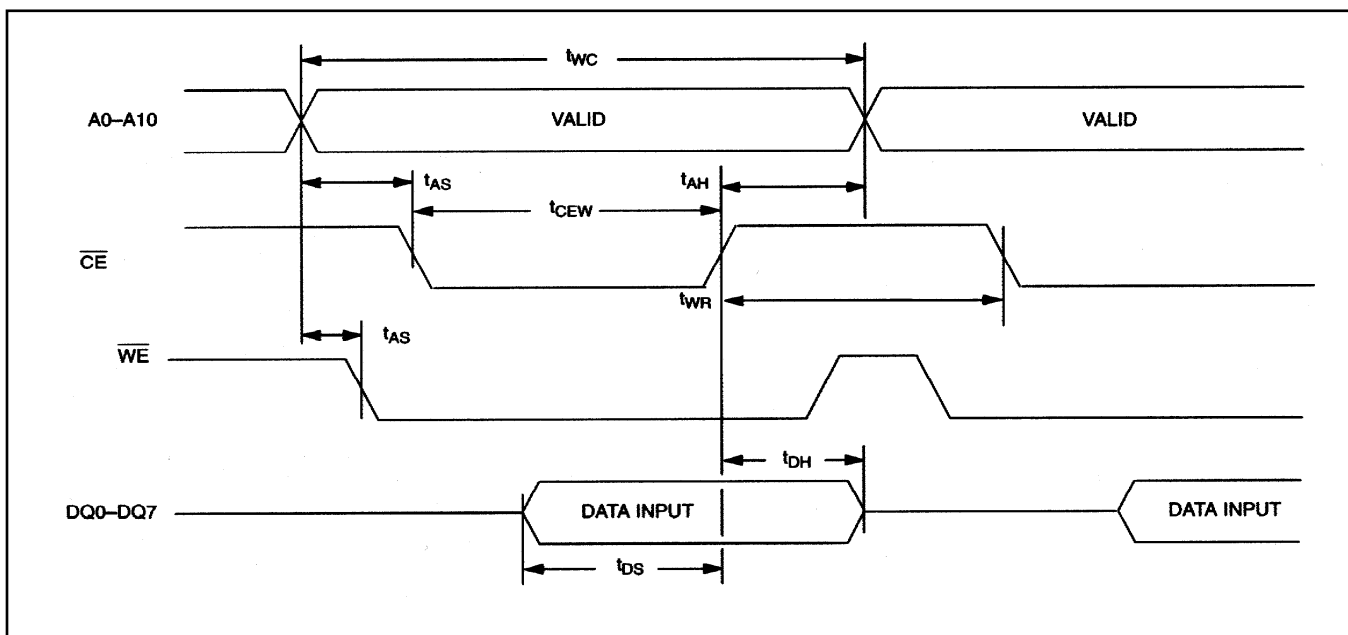 tWC
A0–A10
VALID
VALID
tAS
tAH
tCEW
CE
tWR
tAS
WE
tDH
DQ0–DQ7
DATA INPUT
DATA INPUT
tDS